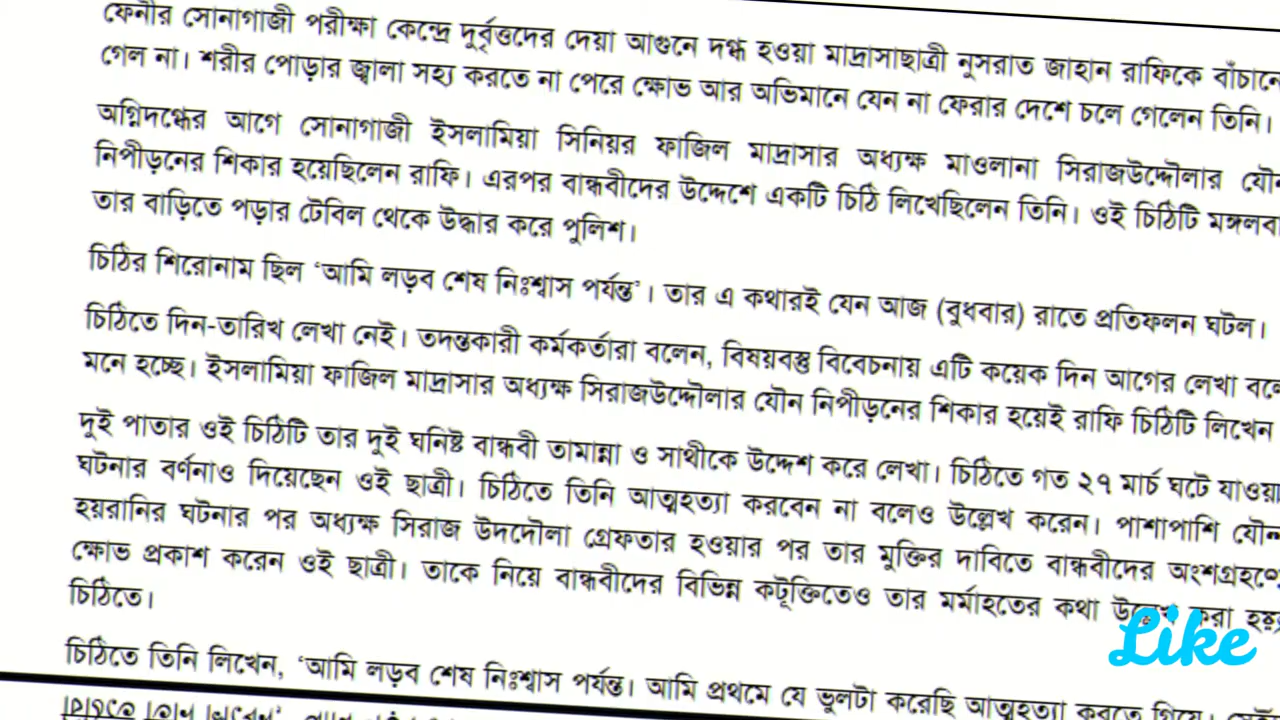 ফেনীর সোনাগাজী পরীক্ষা কেন্দ্রে দুর্বৃত্তদের দেয়া আগুনে দগ্ধ হওয়া মাদ্রাসাছাত্রী নুসরাত জাহান রাফিকে বাঁচানো
গেল না। শরীর পোড়ার জ্বালা সহ্য করতে না পেরে ক্ষোভ আর অভিমানে যেন না ফেরার দেশে চলে গেলেন তিনি।
অগ্নিদগ্ধের আগে সোনাগাজী ইসলামিয়া সিনিয়র ফাজিল মাদ্রাসার অধ্যক্ষ মাওলানা সিরাজউদ্দৌলার যৌন
নিপীড়নের শিকার হয়েছিলেন রাফি। এরপর বান্ধবীদের উদ্দেশে একটি চিঠি লিখেছিলেন তিনি। ওই চিঠিটি মঙ্গলবা
তার বাড়িতে পড়ার টেবিল থেকে উদ্ধার করে পুলিশ।
চিঠির শিরোনাম ছিল ‘আমি লড়ব শেষ নিঃশ্বাস পর্যন্ত’। তার এ কথারই যেন আজ (বুধবার) রাতে প্রতিফলন ঘটল।
চিঠিতে দিন-তারিখ লেখা নেই। তদন্তকারী কর্মকর্তারা বলেন, বিষয়বস্তু বিবেচনায় এটি কয়েক দিন আগের লেখা বলে
মনে হচ্ছে। ইসলামিয়া ফাজিল মাদ্রাসার অধ্যক্ষ সিরাজউদ্দৌলার যৌন নিপীড়নের শিকার হয়েই রাফি চিঠিটি লিখেন
দুই পাতার ওই চিঠিটি তার দুই ঘনিষ্ট বান্ধবী তামান্না ও সাথীকে উদ্দেশ করে লেখা। চিঠিতে গত ২৭ মার্চ ঘটে যাওয়া
ঘটনার বর্ণনাও দিয়েছেন ওই ছাত্রী। চিঠিতে তিনি আত্মহত্যা করবেন না বলেও উল্লেখ করেন। পাশাপাশি যৌন
হয়রানির ঘটনার পর অধ্যক্ষ সিরাজ উদদৌলা গ্রেফতার হওয়ার পর তার মুক্তির দাবিতে বান্ধবীদের অংশগ্রহণে
ক্ষোভ প্রকাশ করেন ওই ছাত্রী। তাকে নিয়ে বান্ধবীদের বিভিন্ন কটূক্তিতেও তার মর্মাহতের কথা উল্লেখ করা হয়
চিঠিতে।
চিঠিতে তিনি লিখেন, ‘আমি লড়ব শেষ নিঃশ্বাস পর্যন্ত। আমি প্রথমে যে ভুলটা করেছি আত্মহত্যা করতে গিয়ে।
Like